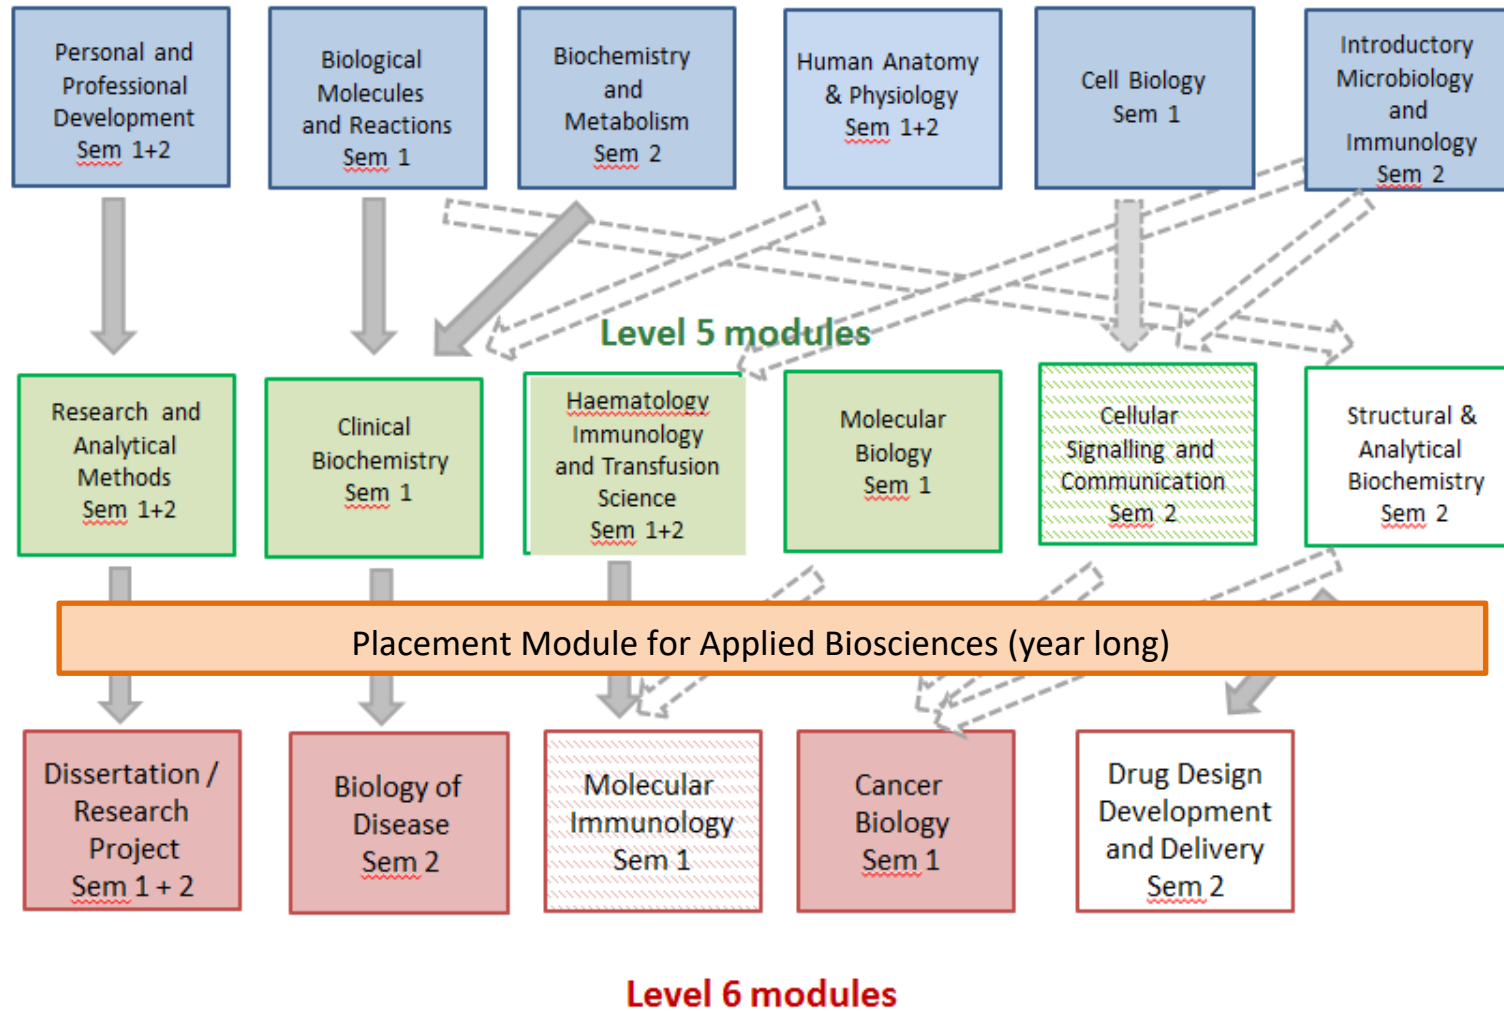 Personal and
Professional
Development
Sem 1+2
Biological
Molecules
and Reactions
Sem 1
Biochemistry
and
Metabolism
Sem 2
Human Anatomy
& Physiology
Sem 1+2
Cell Biology
Sem 1
Introductory
Microbiology
and
Immunology
Sem 2
Level 5 modules
Research and
Analytical
Methods
Sem 1+2
Clinical
Biochemistry
Sem 1
Haematology
Immunology
and Transfusion
Science
Sem 1+2
Molecular
Biology
Sem 1
Cellular
Signalling and
Communication
Sem 2
Structural &
Analytical
Biochemistry
Sem 2
Placement Module for Applied Biosciences (year long)
Dissertation /
Research
Project
Sem 1 + 2
Biology of
Disease
Sem 2
Molecular
Immunology
Sem 1
Cancer
Biology
Sem 1
Drug Design
Development
and Delivery
Sem 2
Level 6 modules